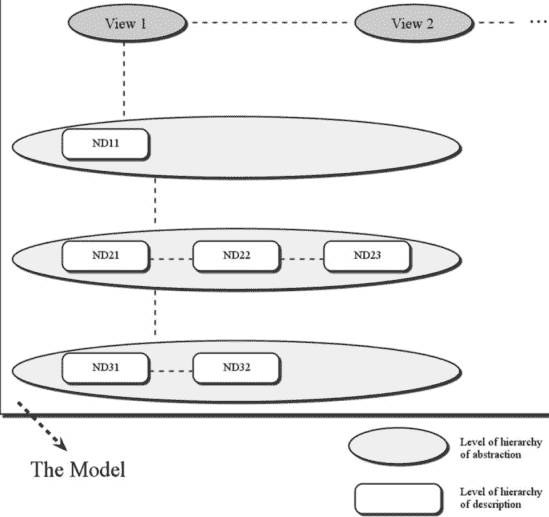 View 1
View 2
...
ND11
ND21
ND22
ND23
ND31
ND32
The Model
Level of hierarchy
of abstraction
Level of hierarchy
of description